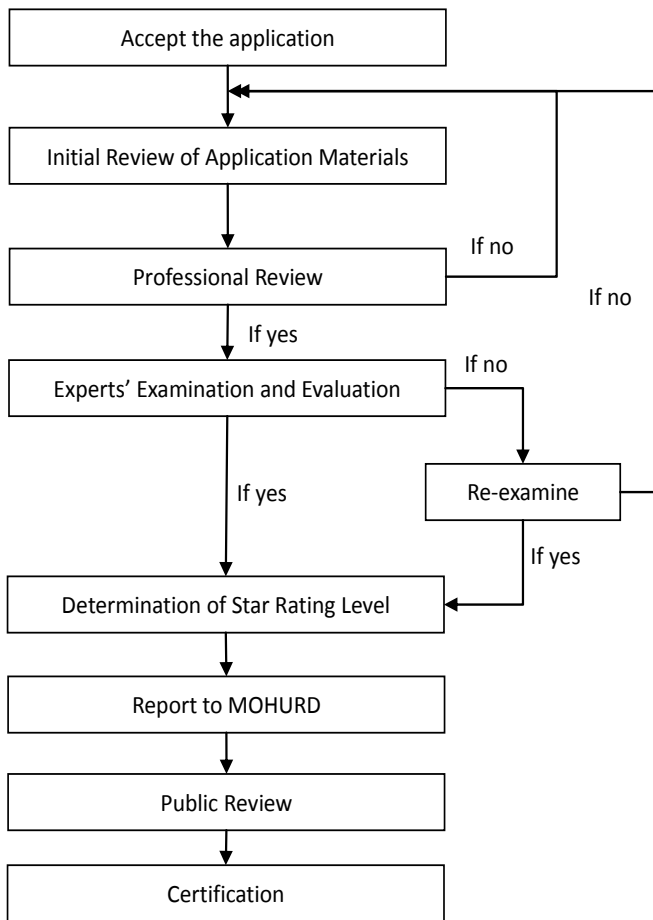 Accept the application
Initial Review of Application Materials
If no
Professional Review
If no
If yes
If no
Experts’ Examination and Evaluation
If yes
Re-examine
If yes
Determination of Star Rating Level
Report to MOHURD
Public Review
Certification